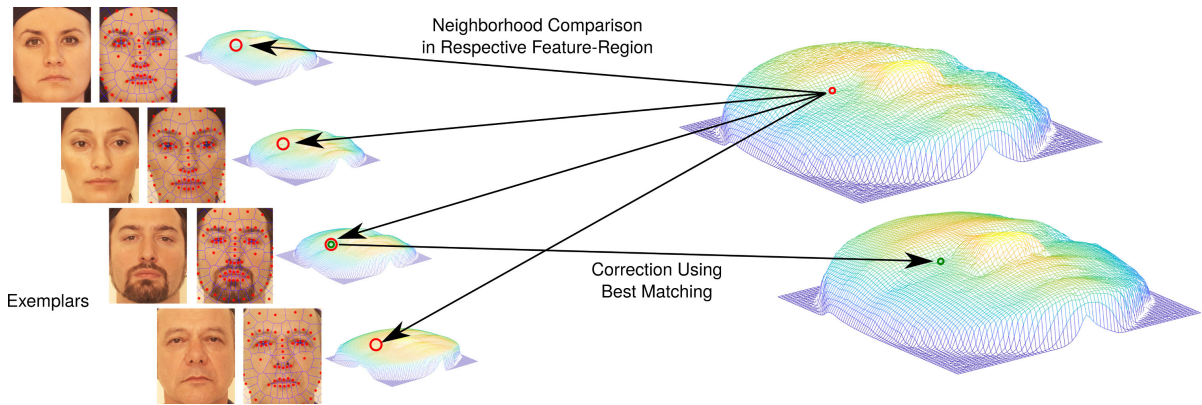 Neighborhood Comparison
in Respective Feature-Region
Correction Using
Best Matching
Exemplars